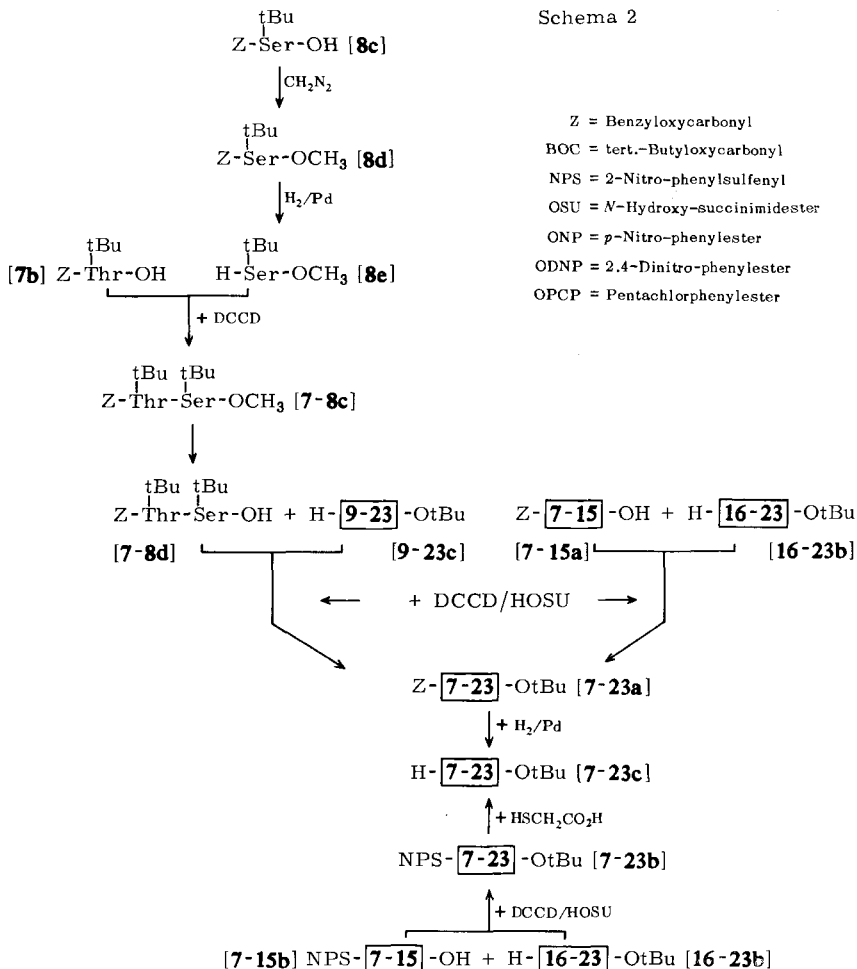 Schema 2
tBu
Z-Ser-OH [8c]
CH₂N₂
tBu
Z-Ser-OCH₃ [8d]
H₂/Pd
Z = Benzyloxycarbonyl
BOC = tert.-Butyloxycarbonyl
NPS = 2-Nitro-phenylsulfenyl
OSU = N-Hydroxy-succinimidester
ONP = p-Nitro-phenylester
ODNP = 2.4-Dinitro-phenylester
OPCP = Pentachlorphenylester
tBu tBu
[7b] Z-Thr-OH H-Ser-OCH₃ [8e]
+ DCCD
tBu tBu
Z-Thr-Ser-OCH₃ [7-8c]
tBu tBu
Z-Thr-Ser-OH + H-9-23-OtBu Z-7-15-OH + H-16-23-OtBu
[7-8d] [9-23c] [7-15a] [16-23b]
+ DCCD/HOSU
Z-7-23-OtBu [7-23a]
+ H₂/Pd
H-7-23-OtBu [7-23c]
+ HSCH₂CO₂H
NPS-7-23-OtBu [7-23b]
+ DCCD/HOSU
[7-15b] NPS-7-15-OH + H-16-23-OtBu [16-23b]